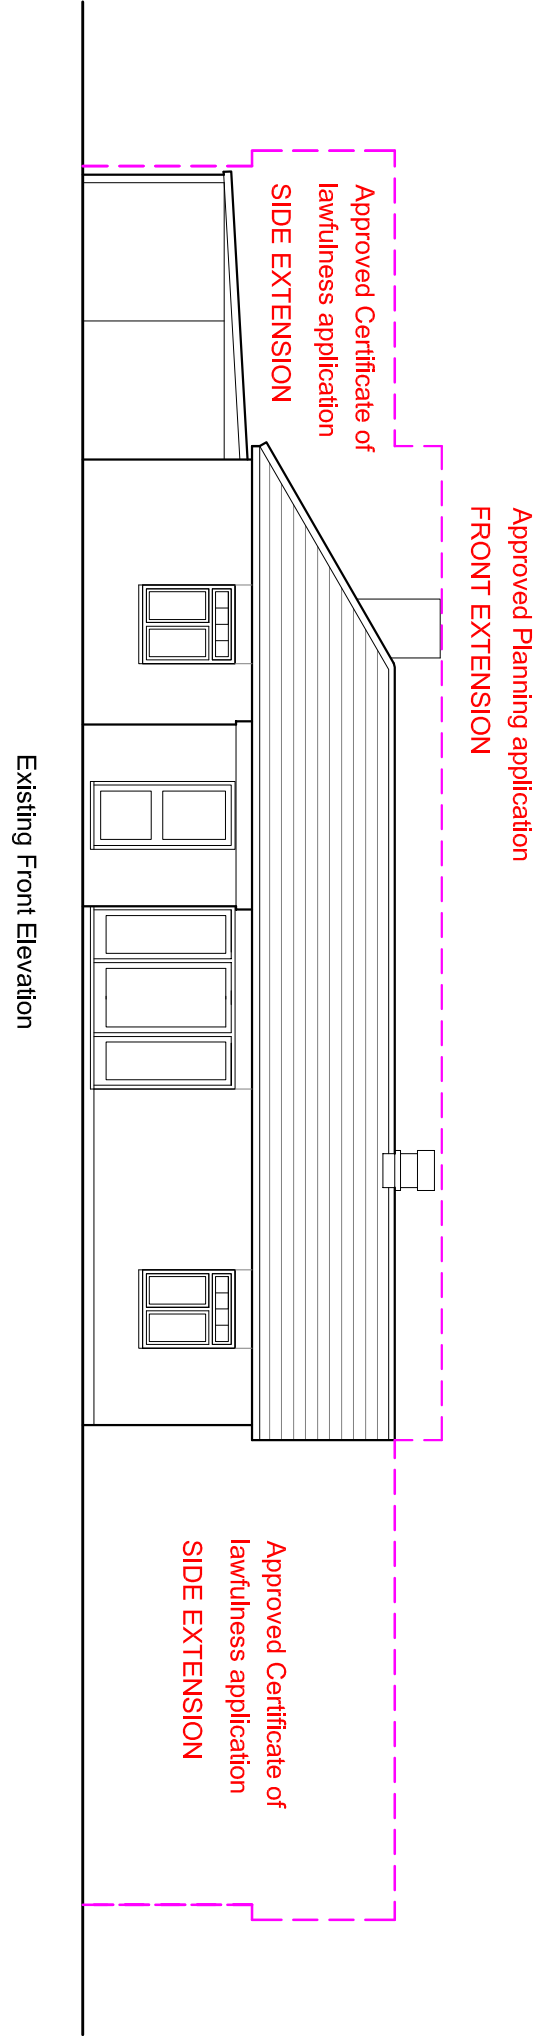 Approved Planning application
FRONT EXTENSION
Approved Certificate of
lawfulness application
SIDE EXTENSION
Approved Certificate of
lawfulness application
SIDE EXTENSION
Existing Front Elevation